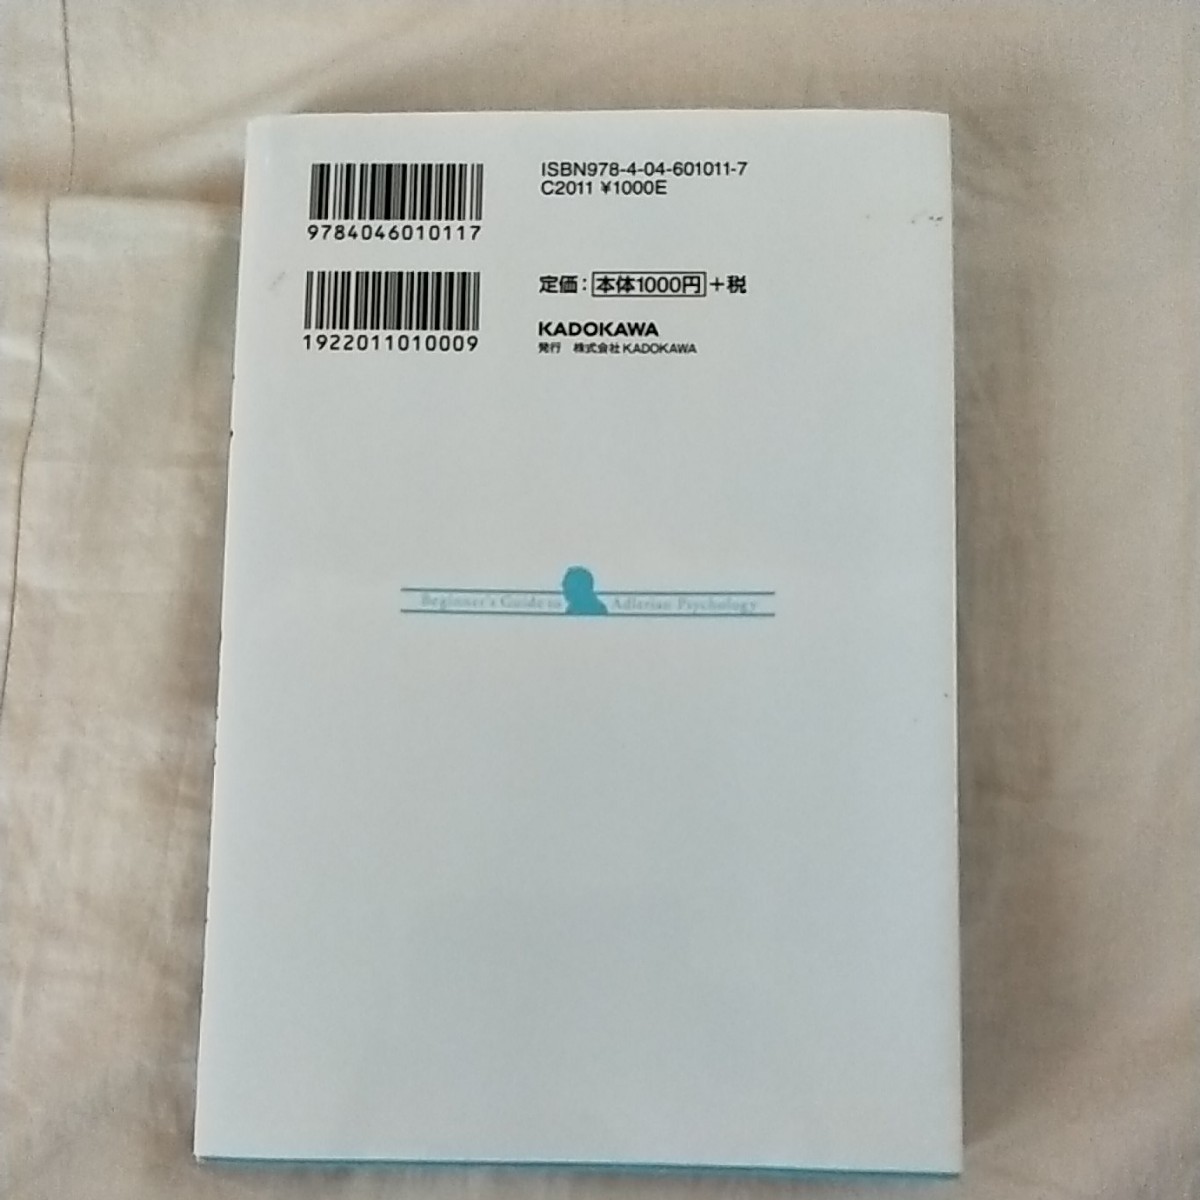 ISBN978-4-04-601011-7
C2011 ¥1000E
9784046010117
定価：本体1000円+税
1922011010009
KADOKAWA
発行 株式会社KADOKAWA
Beginner's Guide to Adlerian Psychology